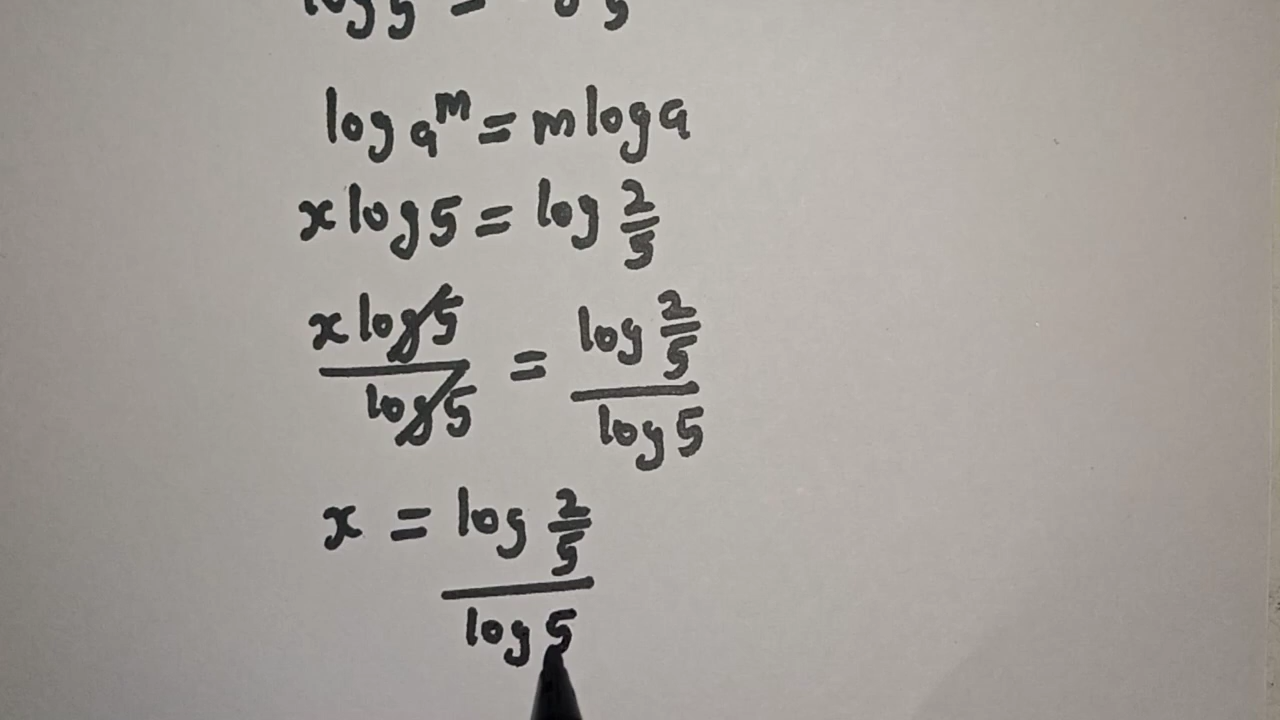 log a^m = m log a
x log 5 = log 2/5
x log 5 / log 5 = log 2/5 / log 5
x = log 2/5 / log 5